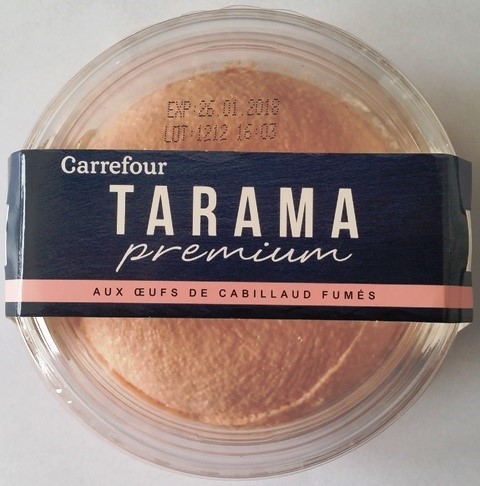 EXP:26.01.2018
LOT:1212 16:03
Carrefour
TARAMA
premium
AUX ŒUFS DE CABILLAUD FUMÉS